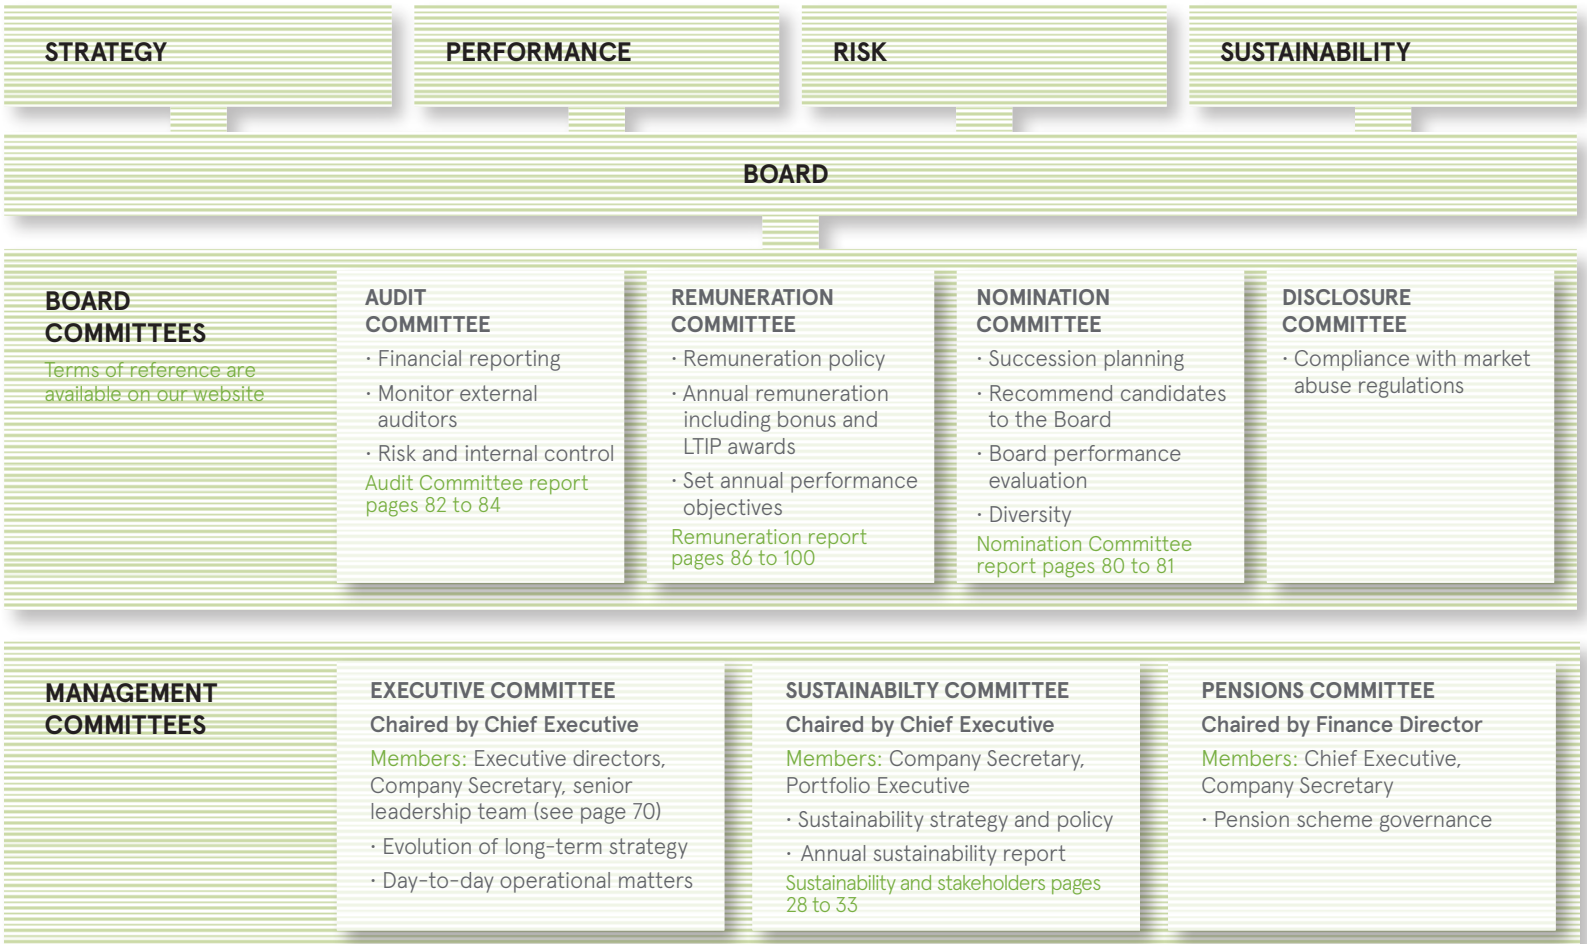 STRATEGY
PERFORMANCE
RISK
SUSTAINABILITY
BOARD
BOARD
COMMITTEES
Terms of reference are
available on our website
AUDIT
COMMITTEE
· Financial reporting
· Monitor external
auditors
· Risk and internal control
Audit Committee report
pages 82 to 84
REMUNERATION
COMMITTEE
· Remuneration policy
· Annual remuneration
including bonus and
LTIP awards
· Set annual performance
objectives
Remuneration report
pages 86 to 100
NOMINATION
COMMITTEE
· Succession planning
· Recommend candidates
to the Board
· Board performance
evaluation
· Diversity
Nomination Committee
report pages 80 to 81
DISCLOSURE
COMMITTEE
· Compliance with market
abuse regulations
MANAGEMENT
COMMITTEES
EXECUTIVE COMMITTEE
Chaired by Chief Executive
Members: Executive directors,
Company Secretary, senior
leadership team (see page 70)
· Evolution of long-term strategy
· Day-to-day operational matters
SUSTAINABILTY COMMITTEE
Chaired by Chief Executive
Members: Company Secretary,
Portfolio Executive
· Sustainability strategy and policy
· Annual sustainability report
Sustainability and stakeholders pages
28 to 33
PENSIONS COMMITTEE
Chaired by Finance Director
Members: Chief Executive,
Company Secretary
· Pension scheme governance